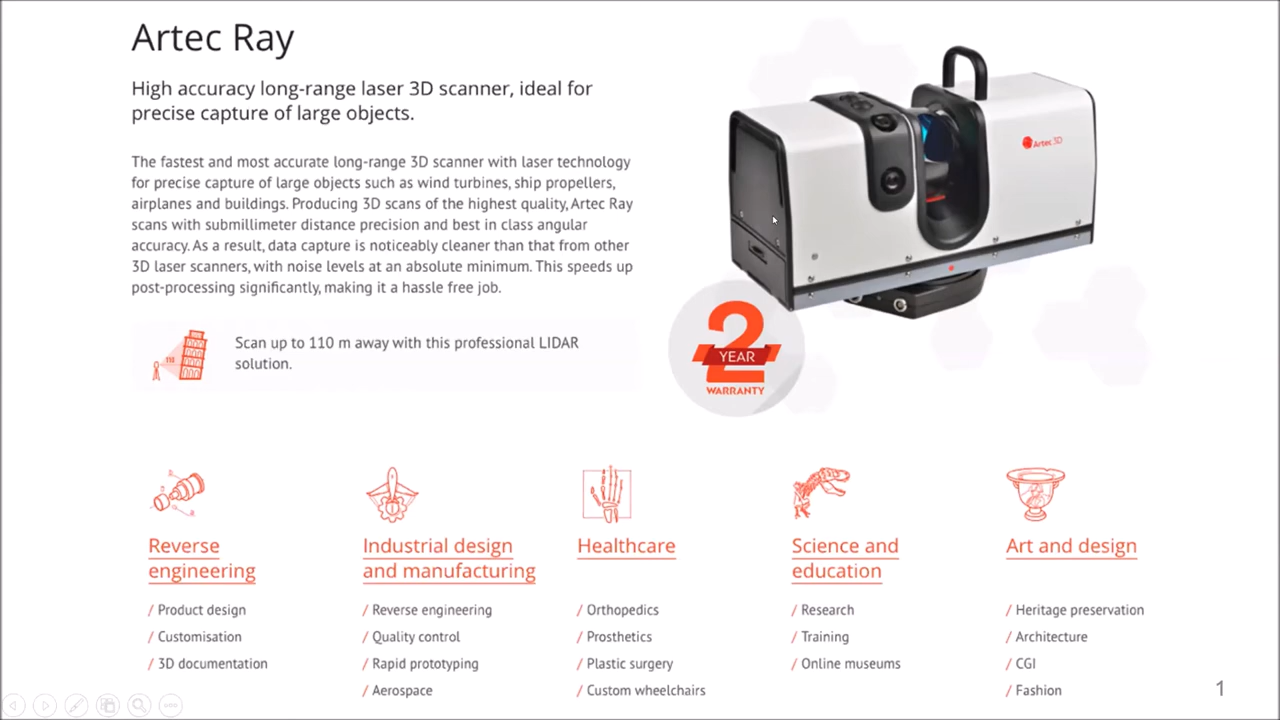 Artec Ray
High accuracy long-range laser 3D scanner, ideal for
precise capture of large objects.
The fastest and most accurate long-range 3D scanner with laser technology
for precise capture of large objects such as wind turbines, ship propellers,
airplanes and buildings. Producing 3D scans of the highest quality, Artec Ray
scans with submillimeter distance precision and best in class angular
accuracy. As a result, data capture is noticeably cleaner than that from other
3D laser scanners, with noise levels at an absolute minimum. This speeds up
post-processing significantly, making it a hassle free job.
110
Scan up to 110 m away with this professional LIDAR
solution.
Artec 3D
2
YEAR
WARRANTY
Reverse
engineering
/ Product design
/ Customisation
/ 3D documentation
Industrial design
and manufacturing
/ Reverse engineering
/ Quality control
/ Rapid prototyping
/ Aerospace
Healthcare
/ Orthopedics
/ Prosthetics
/ Plastic surgery
/ Custom wheelchairs
Science and
education
/ Research
/ Training
/ Online museums
Art and design
/ Heritage preservation
/ Architecture
/ CGI
/ Fashion
1